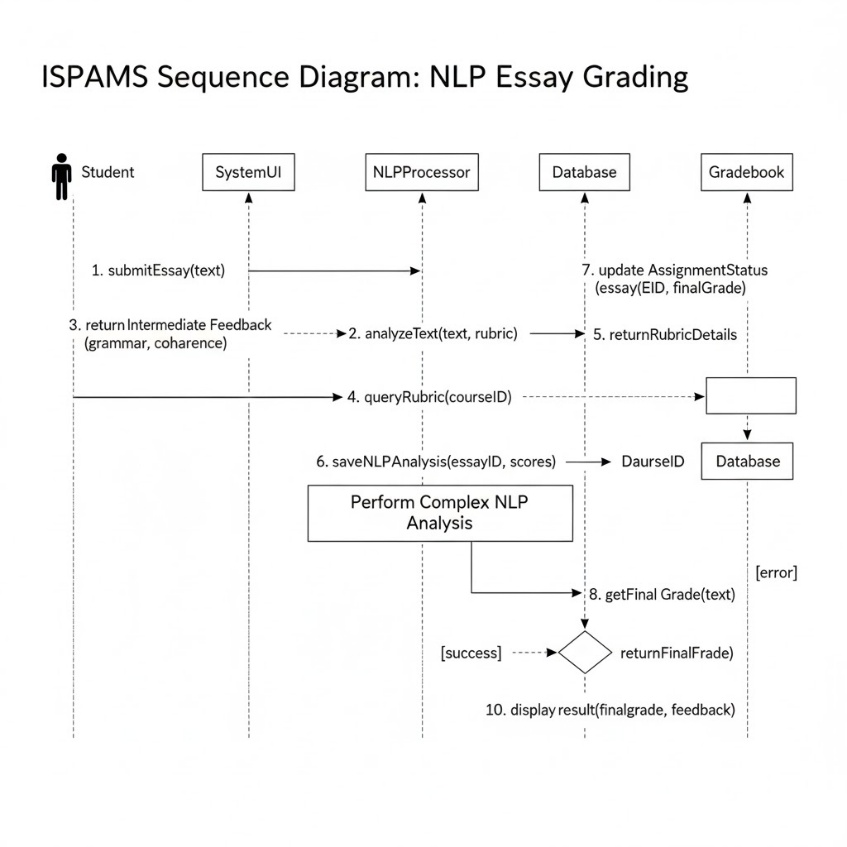 ISPAMS Sequence Diagram: NLP Essay Grading
Student
SystemUI
NLPProcessor
Database
Gradebook
1. submitEssay(text)
7. update AssignmentStatus
(essay(EID, finalGrade)
3. return Intermediate Feedback
(grammar, coharence)
2. analyzeText(text, rubric)
5. returnRubricDetails
4. queryRubric(courseID)
6. saveNLPAnalysis(essayID, scores)
DaurseID
Database
Perform Complex NLP
Analysis
[error]
8. getFinal Grade(text)
[success]
returnFinalFrade)
10. display result(finalgrade, feedback)